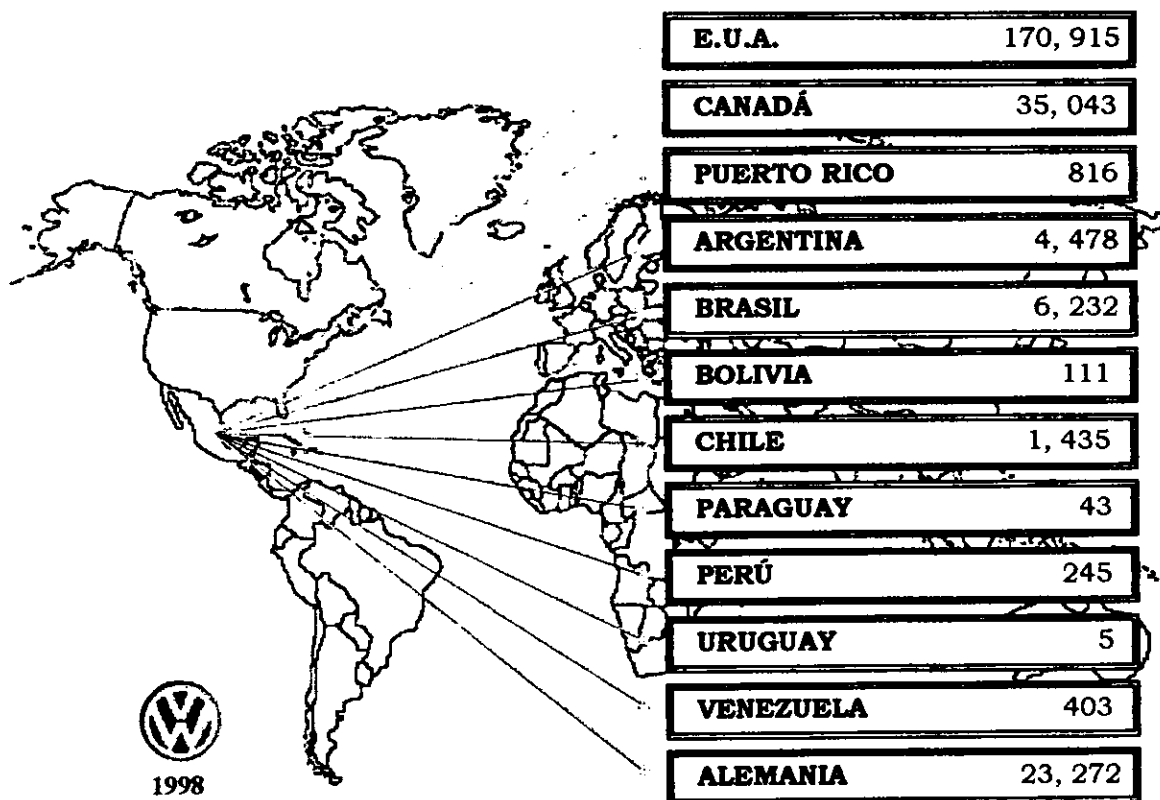 E.U.A. 170, 915
CANADÁ 35, 043
PUERTO RICO 816
ARGENTINA 4, 478
BRASIL 6, 232
BOLIVIA 111
CHILE 1, 435
PARAGUAY 43
PERÚ 245
URUGUAY 5
VENEZUELA 403
ALEMANIA 23, 272
VW
1998